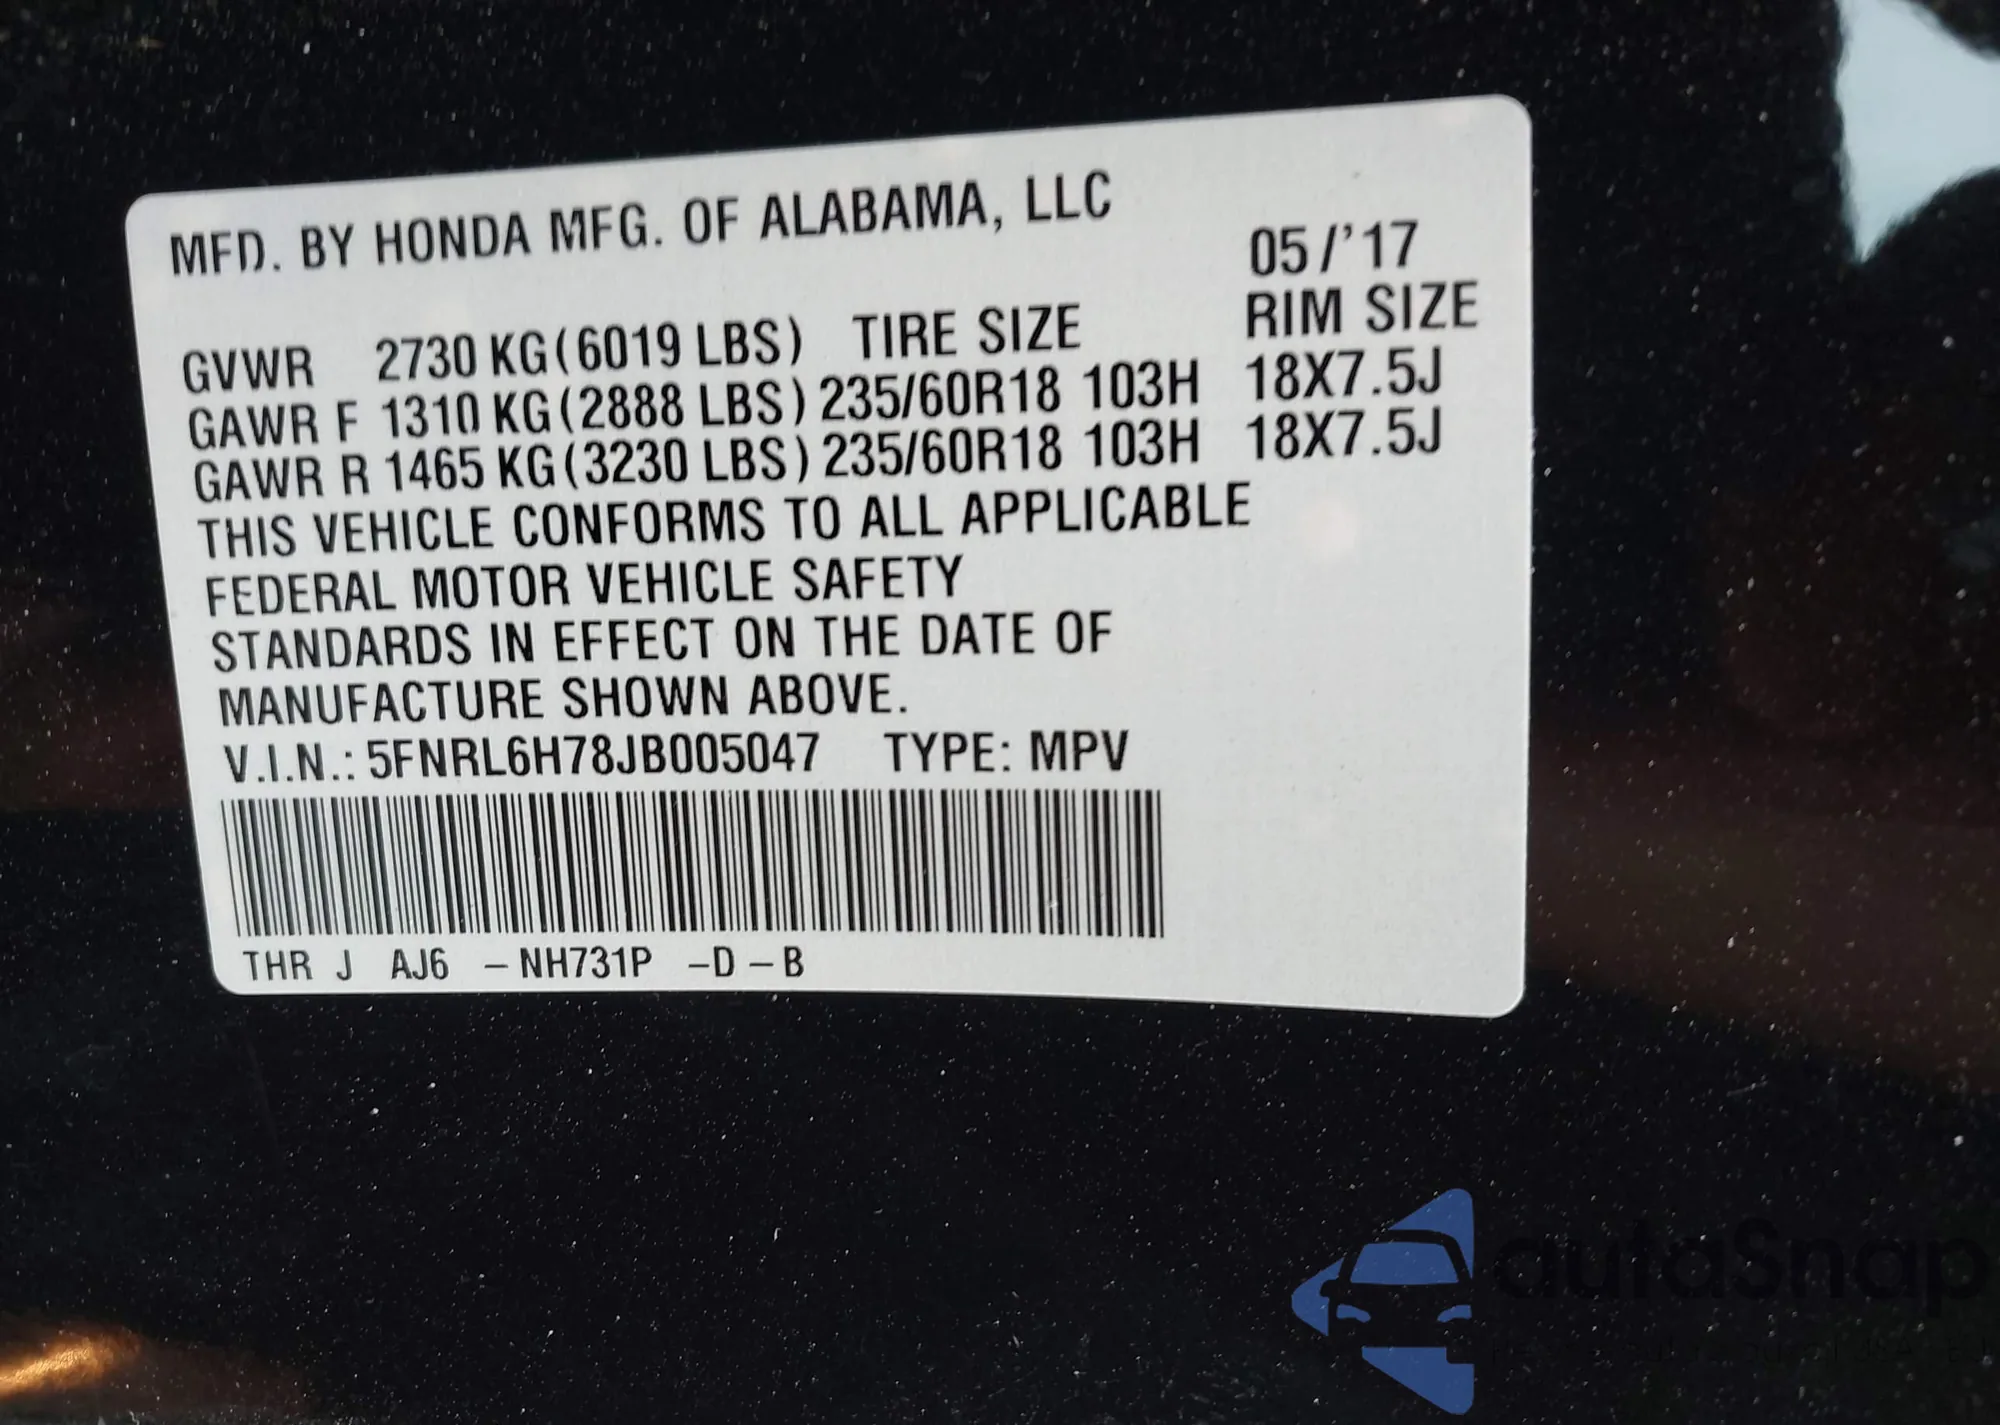 MFD. BY HONDA MFG. OF ALABAMA, LLC
05/'17
GVWR 2730 KG(6019 LBS) TIRE SIZE RIM SIZE
GAWR F 1310 KG(2888 LBS) 235/60R18 103H 18X7.5J
GAWR R 1465 KG(3230 LBS) 235/60R18 103H 18X7.5J
THIS VEHICLE CONFORMS TO ALL APPLICABLE
FEDERAL MOTOR VEHICLE SAFETY
STANDARDS IN EFFECT ON THE DATE OF
MANUFACTURE SHOWN ABOVE.
V.I.N.: 5FNRL6H78JB005047 TYPE: MPV
THR J AJ6 –NH731P –D–B
autaSnap